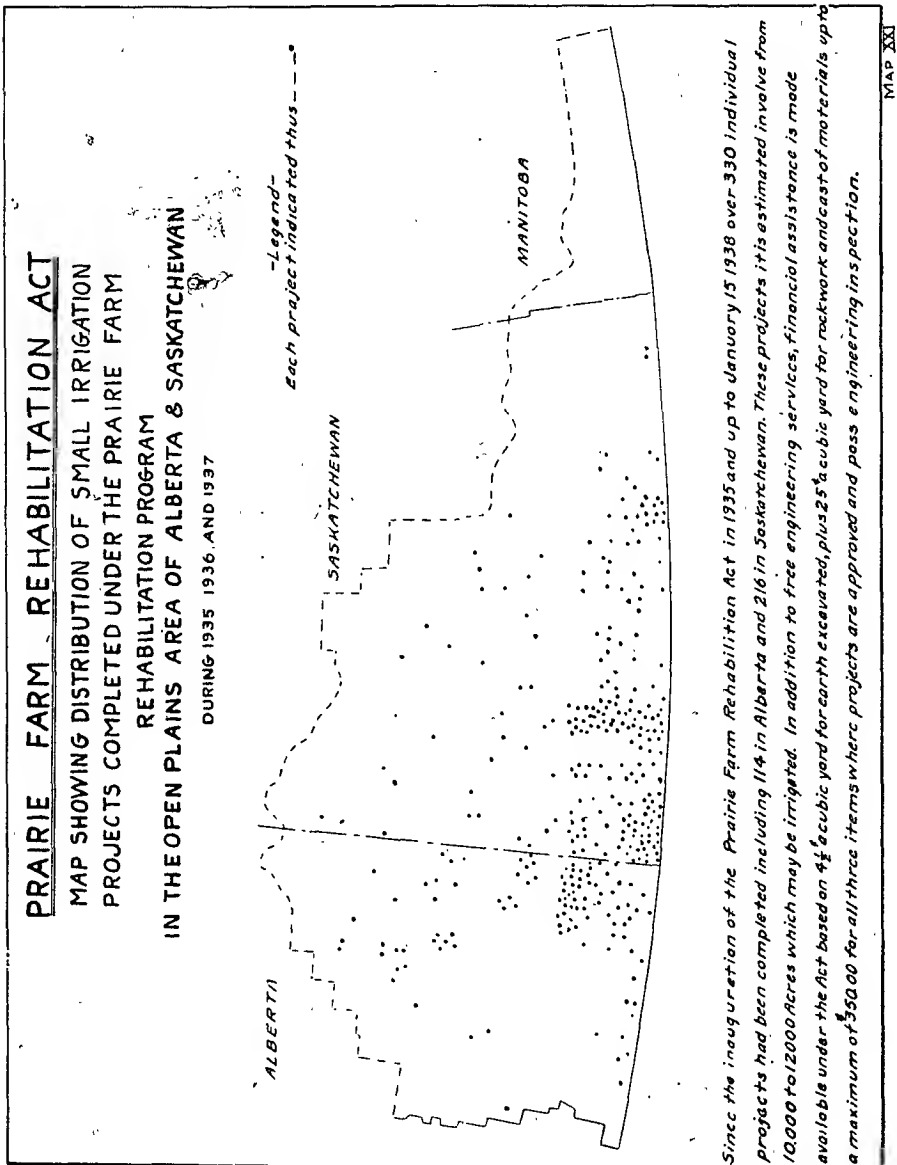 PRAIRIE FARM REHABILITATION ACT
MAP SHOWING DISTRIBUTION OF SMALL IRRIGATION
PROJECTS COMPLETED UNDER THE PRAIRIE FARM
REHABILITATION PROGRAM
IN THE OPEN PLAINS AREA OF ALBERTA & SASKATCHEWAN
DURING 1935 1936 AND 1937
-Legend-
Each project indicated thus ---•
ALBERTA
SASKATCHEWAN
MANITOBA
Since the inauguration of the Prairie Farm Rehabilitation Act in 1935 and up to January 15 1938 over 330 individual
projects had been completed including 114 in Alberta and 216 in Saskatchewan. These projects it is estimated involve from
10,000 to 12000 Acres which may be irrigated. In addition to free engineering services, financial assistance is made
available under the Act based on 4½¢ a cubic yard for earth excavated, plus 25¢ a cubic yard for rockwork and cost of materials up to
a maximum of $350.00 for all three items where projects are approved and pass engineering inspection.
MAP XXI